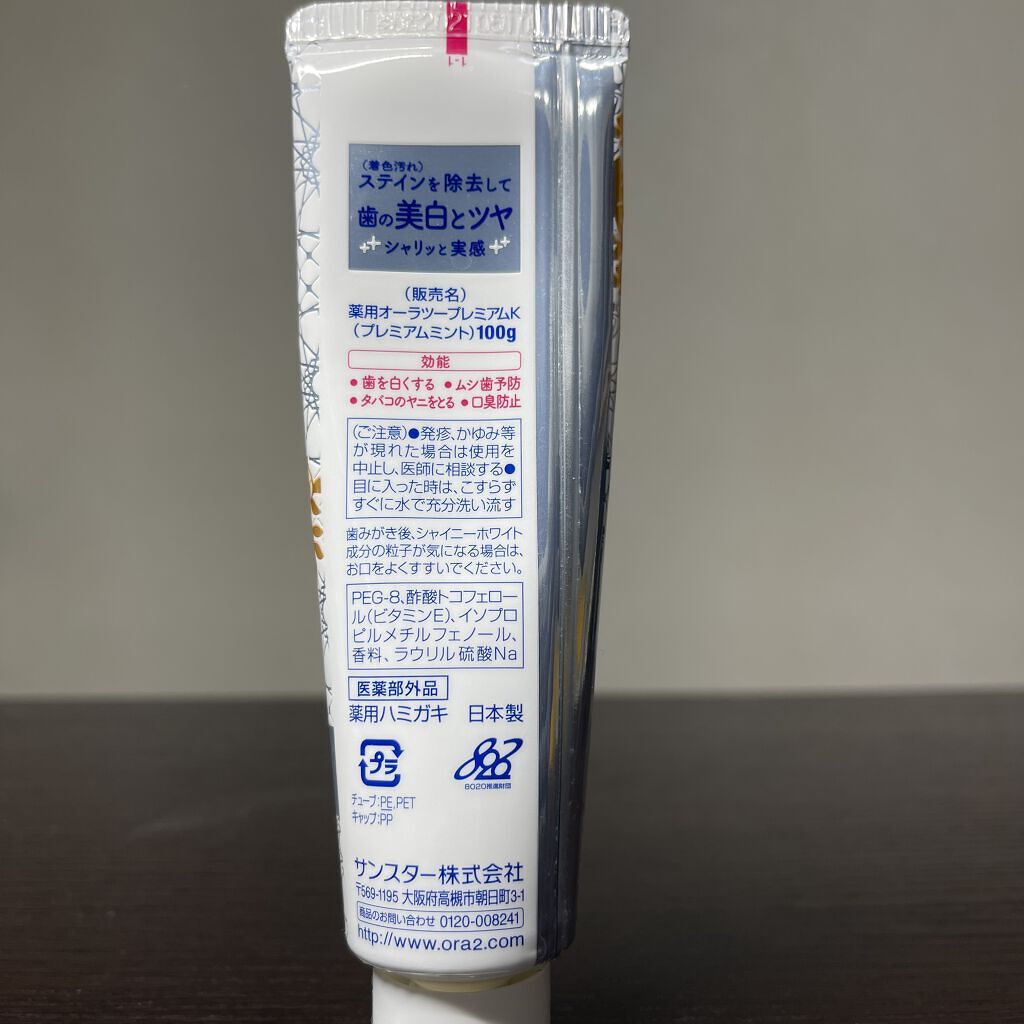 1-1
(着色汚れ)
ステインを除去して
歯の美白とツヤ
シャリッと実感
(販売名)
薬用オーラツープレミアムK
(プレミアムミント)100g
効能
●歯を白くする ●ムシ歯予防
●タバコのヤニをとる ●口臭防止
(ご注意)●発疹、かゆみ等
が現れた場合は使用を
中止し、医師に相談する●
目に入った時は、こすらず
すぐに水で充分洗い流す
歯みがき後、シャイニーホワイト
成分の粒子が気になる場合は、
お口をよくすすいでください。
PEG-8、酢酸トコフェロー
ル(ビタミンE)、イソプロ
ピルメチルフェノール、
香料、ラウリル硫酸Na
医薬部外品
薬用ハミガキ 日本製
プラ
8020
8020推進財団
チューブ:PE,PET
キャップ:PP
サンスター株式会社
〒569-1195 大阪府高槻市朝日町3-1
商品のお問い合わせ 0120-008241
http://www.ora2.com